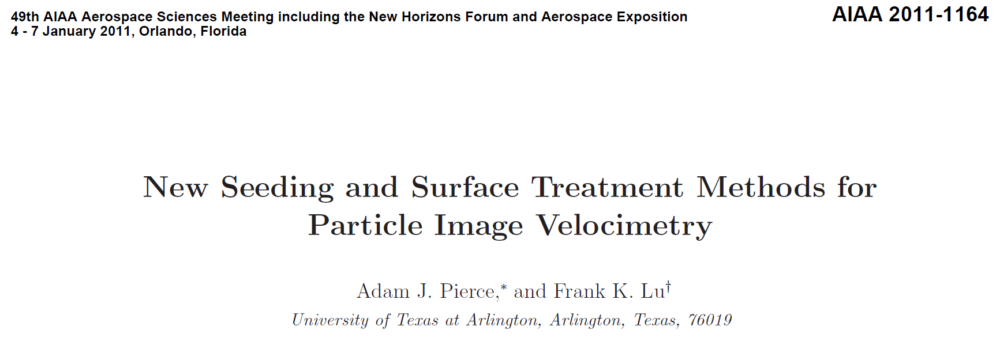 49th AIAA Aerospace Sciences Meeting including the New Horizons Forum and Aerospace Exposition
4 - 7 January 2011, Orlando, Florida
AIAA 2011-1164
New Seeding and Surface Treatment Methods for
Particle Image Velocimetry
Adam J. Pierce,* and Frank K. Lu†
University of Texas at Arlington, Arlington, Texas, 76019